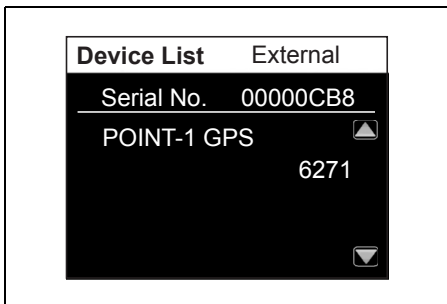 Device List External
Serial No. 00000CB8
POINT-1 GPS
6271